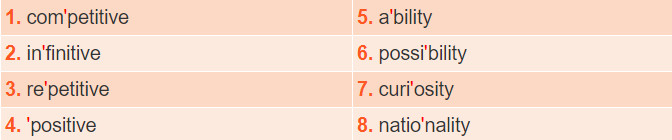 1. com'petitive
5. a'bility
2. in'finitive
6. possi'bility
3. re'petitive
7. curi'osity
4. 'positive
8. natio'nality